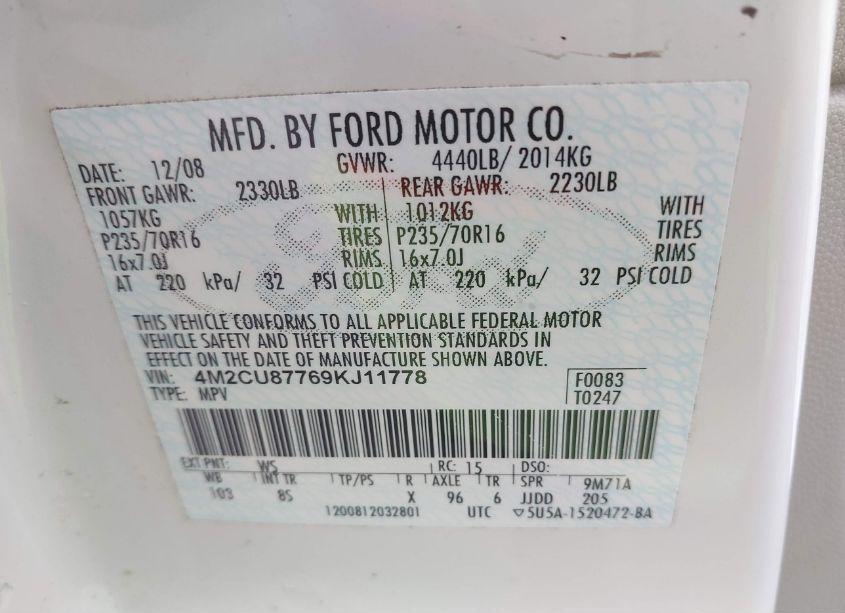 MFD. BY FORD MOTOR CO.
DATE: 12/08 GVWR: 4440LB/ 2014KG
FRONT GAWR: 2330LB REAR GAWR: 2230LB
1057KG WITH 1012KG WITH
P235/70R16 TIRES P235/70R16 TIRES
16x7.0J RIMS 16x7.0J RIMS
AT 220 kPa/ 32 PSI COLD AT 220 kPa/ 32 PSI COLD
THIS VEHICLE CONFORMS TO ALL APPLICABLE FEDERAL MOTOR
VEHICLE SAFETY AND THEFT PREVENTION STANDARDS IN
EFFECT ON THE DATE OF MANUFACTURE SHOWN ABOVE.
VIN: 4M2CU87769KJ11778 F0083
TYPE: MPV T0247
EXT PNT: WS RC: 15 DSO:
WB INT TR TP/PS R AXLE TR SPR 9M71A
103 8S X 96 6 JJDD 205
1200812032801 UTC ▽5U5A-1520472-BA